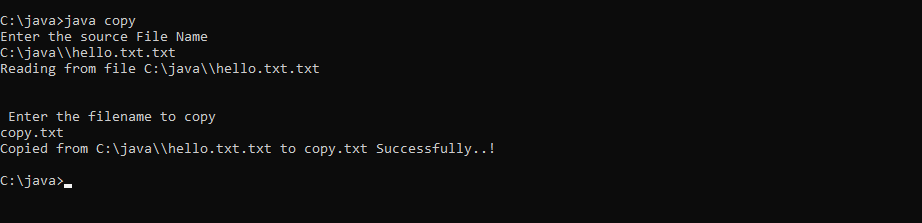 C:\java>java copy
Enter the source File Name
C:\java\\hello.txt.txt
Reading from file C:\java\\hello.txt.txt
Enter the filename to copy
copy.txt
Copied from C:\java\\hello.txt.txt to copy.txt Successfully..!
C:\java>